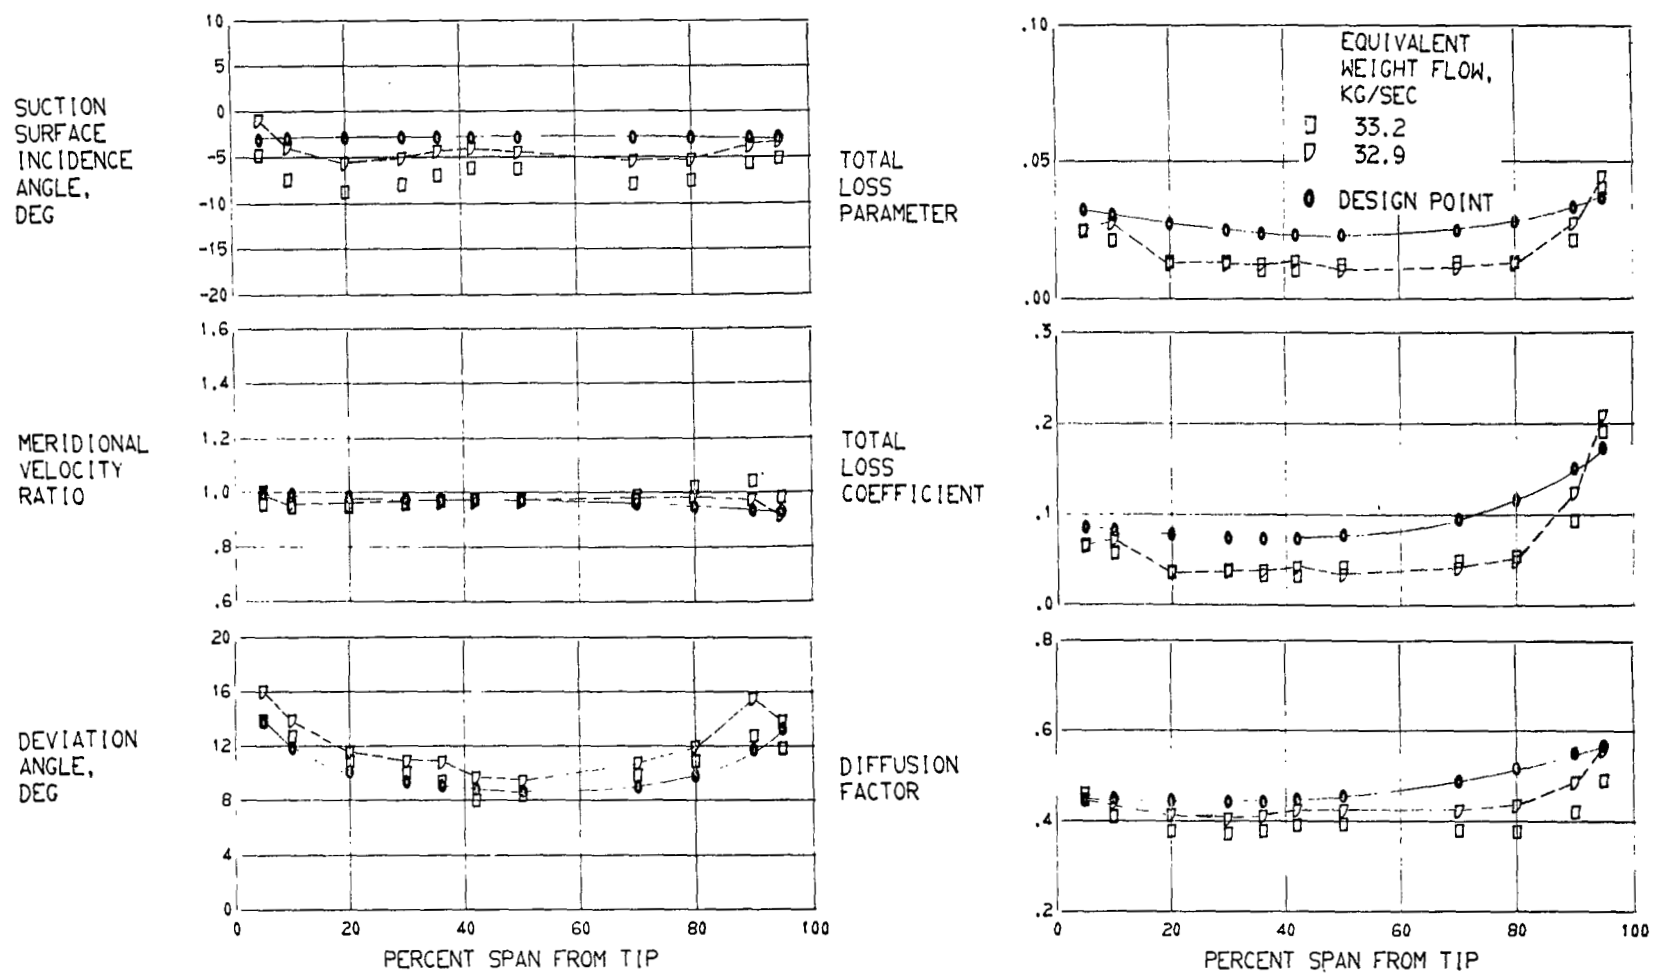 10
5
0
-5
-10
-15
-20
SUCTION
SURFACE
INCIDENCE
ANGLE,
DEG
.10
.05
.00
TOTAL
LOSS
PARAMETER
EQUIVALENT
WEIGHT FLOW,
KG/SEC
33.2
32.9
DESIGN POINT
1.6
1.4
1.2
1.0
.8
.6
MERIDIONAL
VELOCITY
RATIO
.3
.2
.1
.0
TOTAL
LOSS
COEFFICIENT
20
16
12
8
4
0
DEVIATION
ANGLE,
DEG
0 20 40 60 80 100
PERCENT SPAN FROM TIP
.8
.6
.4
.2
DIFFUSION
FACTOR
0 20 40 60 80 100
PERCENT SPAN FROM TIP